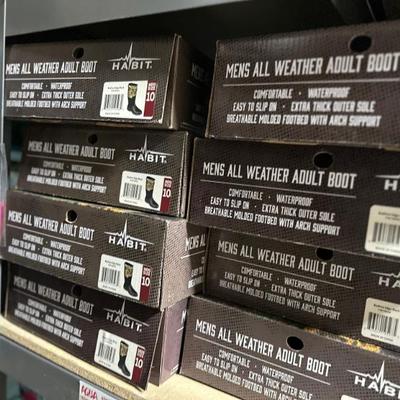 MENS ALL WEATHER ADULT BOOT
COMFORTABLE • WATERPROOF
EASY TO SLIP ON • EXTRA THICK OUTER SOLE
BREATHABLE MOLDED FOOTBED WITH ARCH SUPPORT
HABIT.
10
MENS ALL WEATHER ADULT BOOT
COMFORTABLE • WATERPROOF
EASY TO SLIP ON • EXTRA THICK OUTER SOLE
BREATHABLE MOLDED FOOTBED WITH ARCH SUPPORT
MENS ALL WEATHER ADULT BOOT
COMFORTABLE • WATERPROOF
EASY TO SLIP ON • EXTRA THICK OUTER SOLE
BREATHABLE MOLDED FOOTBED WITH ARCH SUPPORT
HABIT.
10
MENS ALL WEATHER ADULT BOOT
COMFORTABLE • WATERPROOF
EASY TO SLIP ON • EXTRA THICK OUTER SOLE
BREATHABLE MOLDED FOOTBED WITH ARCH SUPPORT
MENS ALL WEATHER ADULT BOOT
COMFORTABLE • WATERPROOF
EASY TO SLIP ON • EXTRA THICK OUTER SOLE
BREATHABLE MOLDED FOOTBED WITH ARCH SUPPORT
HABIT.
10
MENS ALL WEATHER ADULT BOOT
COMFORTABLE • WATERPROOF
EASY TO SLIP ON • EXTRA THICK OUTER SOLE
BREATHABLE MOLDED FOOTBED WITH ARCH SUPPORT
MENS ALL WEATHER ADULT BOOT
COMFORTABLE • WATERPROOF
EASY TO SLIP ON • EXTRA THICK OUTER SOLE
BREATHABLE MOLDED FOOTBED WITH ARCH SUPPORT
HABIT.
10
MENS ALL WEATHER ADULT BOOT
COMFORTABLE • WATERPROOF
EASY TO SLIP ON • EXTRA THICK OUTER SOLE
BREATHABLE MOLDED FOOTBED WITH ARCH SUPPORT